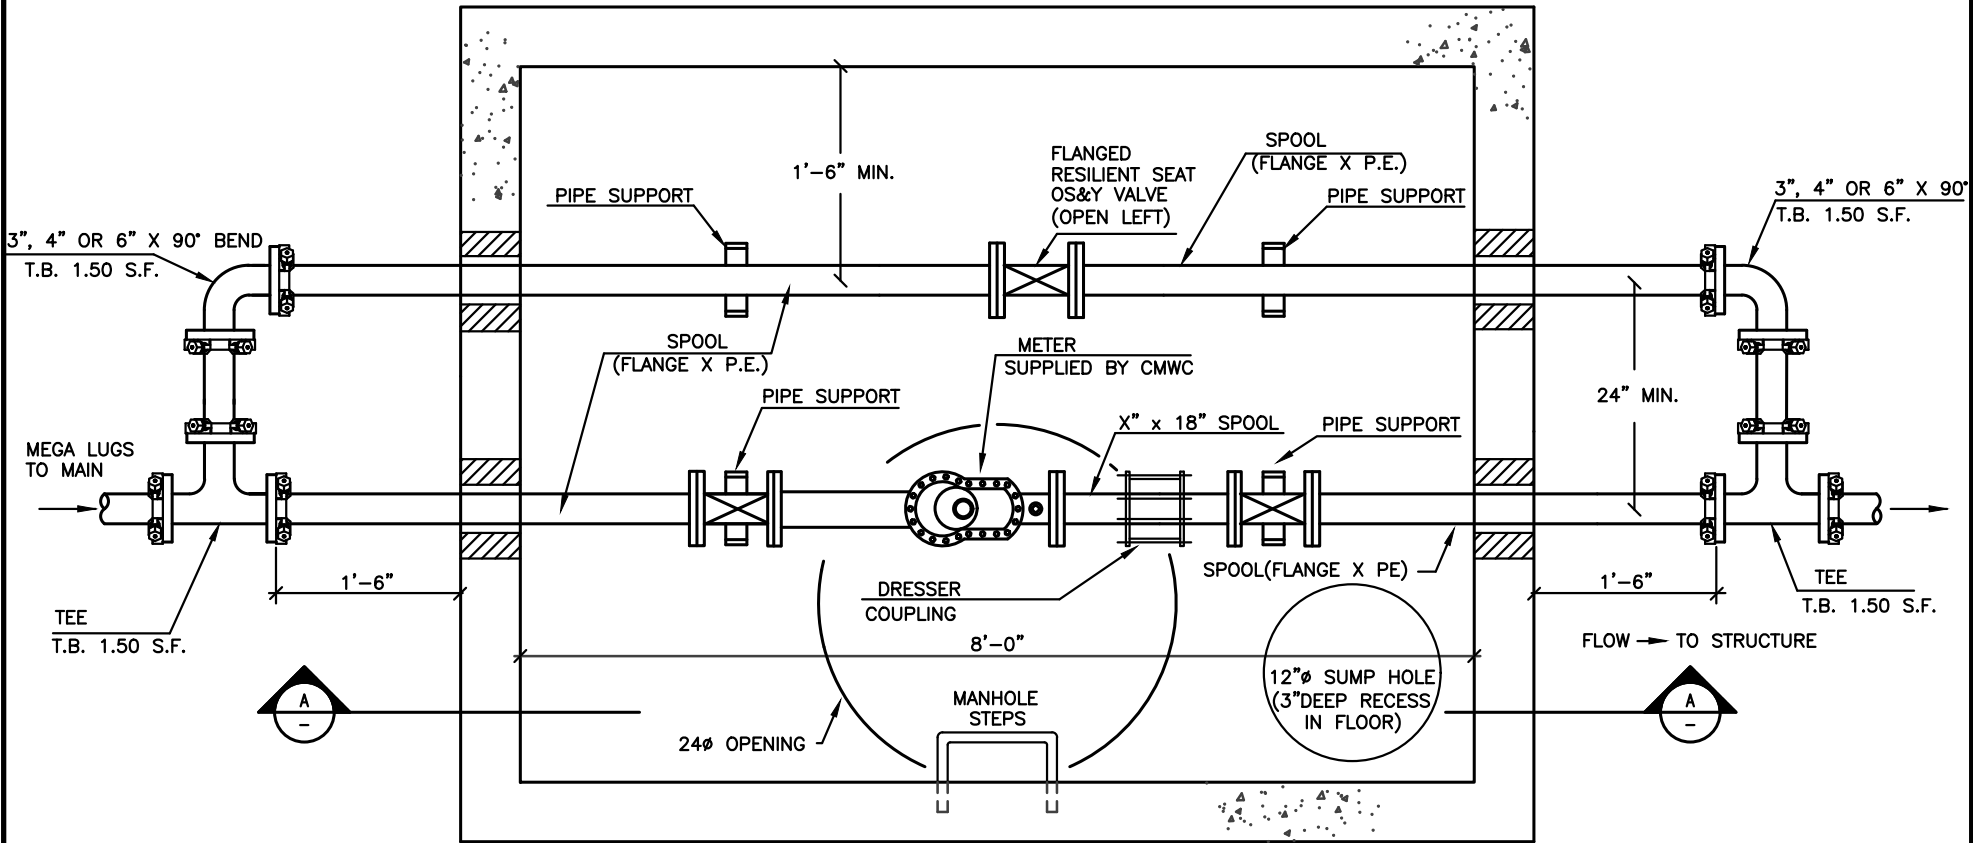 SPOOL
(FLANGE X P.E.)
FLANGED
RESILIENT SEAT
OS&Y VALVE
(OPEN LEFT)
1'-6" MIN.
PIPE SUPPORT
PIPE SUPPORT
3", 4" OR 6" X 90°
T.B. 1.50 S.F.
3", 4" OR 6" X 90° BEND
T.B. 1.50 S.F.
SPOOL
(FLANGE X P.E.)
METER
SUPPLIED BY CMWC
24" MIN.
PIPE SUPPORT
X" x 18" SPOOL
PIPE SUPPORT
MEGA LUGS
TO MAIN
1'-6"
DRESSER
COUPLING
SPOOL(FLANGE X PE)
1'-6"
TEE
T.B. 1.50 S.F.
TEE
T.B. 1.50 S.F.
8'-0"
FLOW → TO STRUCTURE
12"ø SUMP HOLE
(3"DEEP RECESS
IN FLOOR)
MANHOLE
STEPS
A
-
A
-
24ø OPENING